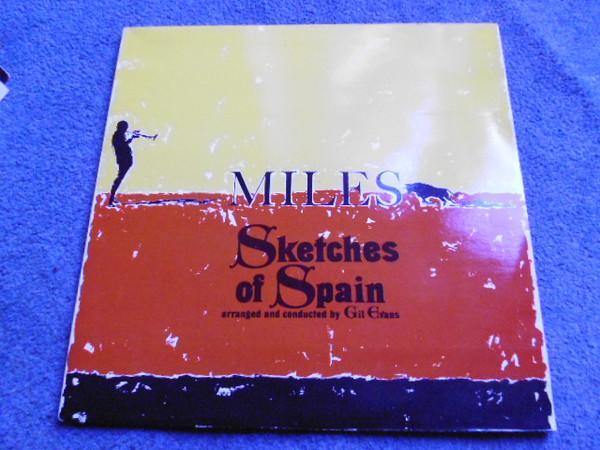 MILES
Sketches
of Spain
arranged and conducted by Gil Evans